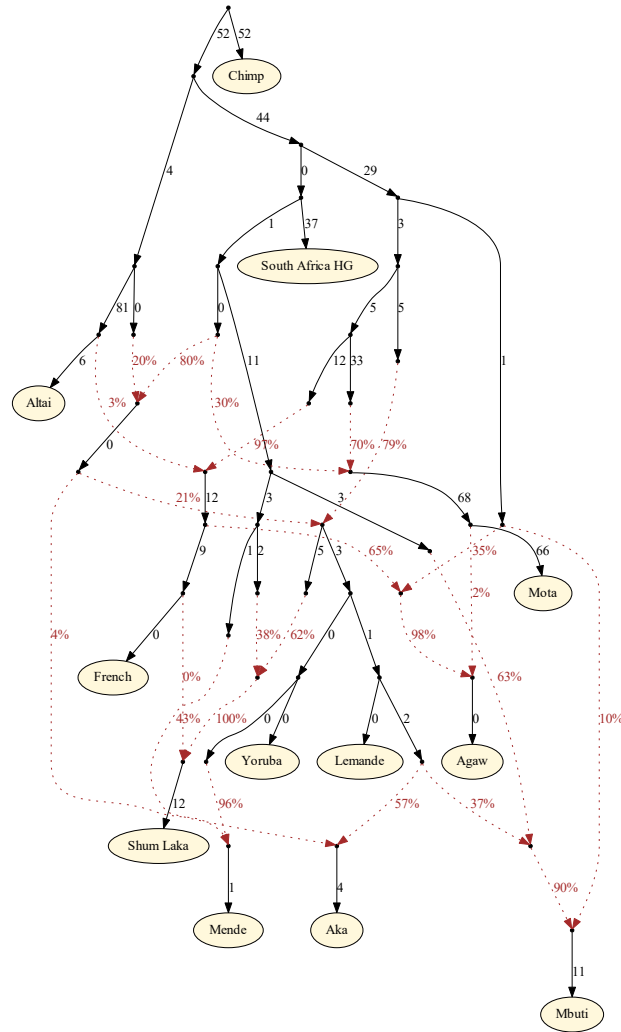 52 52
Chimp
44
4 0 29
1 37 3
South Africa HG
81 0 0 5 5
6 20% 80% 11 12 33 1
Altai
3% 30% 97% 70% 79%
0
21% 12 3 3 68
9 1 2 5 3 65% 35% 66
Mota
2%
4% 0 38% 62% 0 1 98% 63%
French
0%
43% 100% 0 0 0 2 0 10%
Yoruba Lemande Agaw
12 96% 57% 37%
Shum Laka
1 4 90%
Mende Aka
11
Mbuti